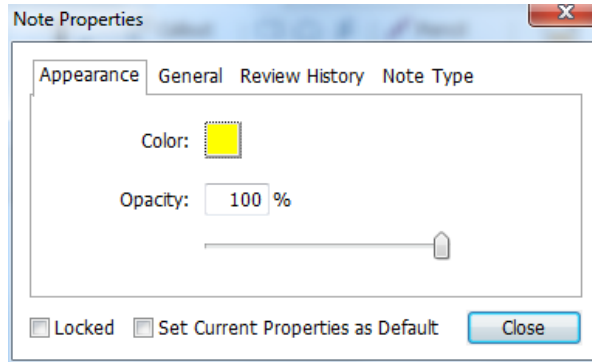 Note Properties
X
Appearance General Review History Note Type
Color:
Opacity: 100 %
Locked Set Current Properties as Default Close